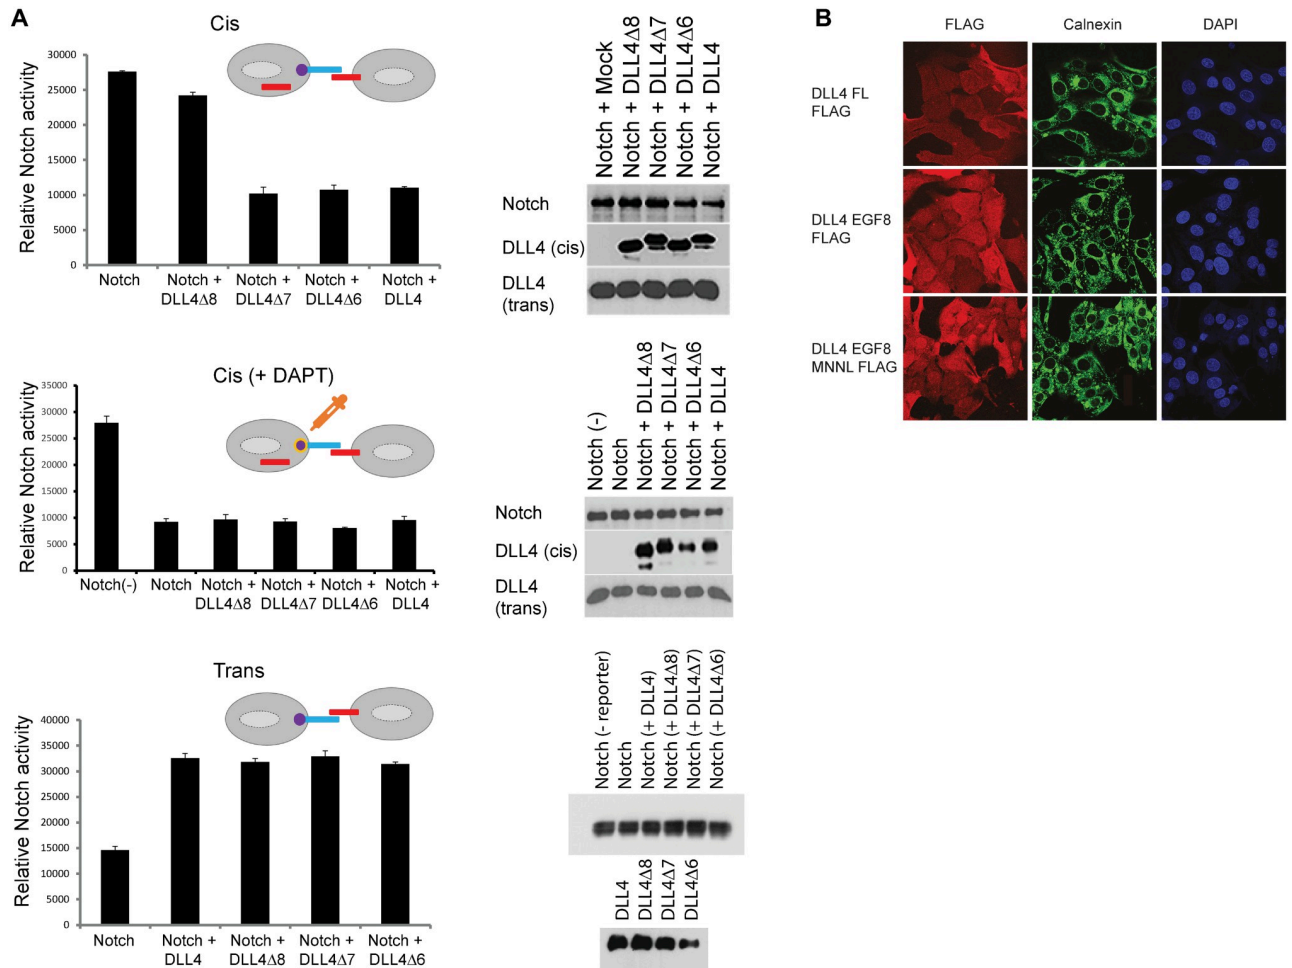 A
Cis
Relative Notch activity
30000
25000
20000
15000
10000
5000
0
Notch
Notch +
DLL4Δ8
Notch +
DLL4Δ7
Notch +
DLL4Δ6
Notch +
DLL4
Notch + Mock
Notch + DLL4Δ8
Notch + DLL4Δ7
Notch + DLL4Δ6
Notch + DLL4
Notch
DLL4 (cis)
DLL4
(trans)
Cis (+ DAPT)
Relative Notch activity
35000
30000
25000
20000
15000
10000
5000
0
Notch(-)
Notch
Notch +
DLL4Δ8
Notch +
DLL4Δ7
Notch +
DLL4Δ6
Notch +
DLL4
Notch (-)
Notch
Notch + DLL4Δ8
Notch + DLL4Δ7
Notch + DLL4Δ6
Notch + DLL4
Notch
DLL4 (cis)
DLL4
(trans)
Trans
Relative Notch activity
40000
35000
30000
25000
20000
15000
10000
5000
0
Notch
Notch +
DLL4
Notch +
DLL4Δ8
Notch +
DLL4Δ7
Notch +
DLL4Δ6
Notch (- reporter)
Notch
Notch (+ DLL4)
Notch (+ DLL4Δ8)
Notch (+ DLL4Δ7)
Notch (+ DLL4Δ6)
DLL4
DLL4Δ8
DLL4Δ7
DLL4Δ6
B
FLAG
Calnexin
DAPI
DLL4 FL
FLAG
DLL4 EGF8
FLAG
DLL4 EGF8
MNNL FLAG